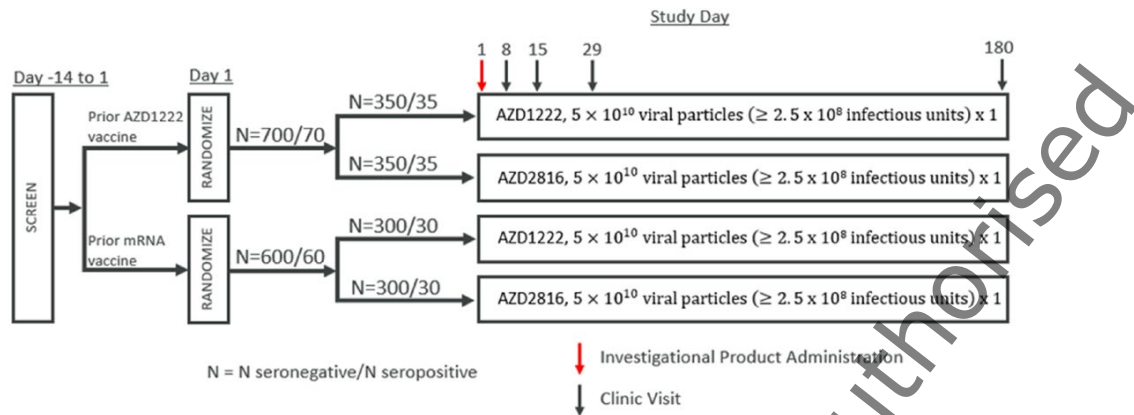 Study Day
1 8 15 29 180
Day -14 to 1
Day 1
SCREEN
Prior AZD1222
vaccine
RANDOMIZE
N=700/70
N=350/35
AZD1222, 5 × 10¹⁰ viral particles (≥ 2.5 x 10⁸ infectious units) x 1
N=350/35
AZD2816, 5 × 10¹⁰ viral particles (≥ 2.5 x 10⁸ infectious units) x 1
Prior mRNA
vaccine
RANDOMIZE
N=600/60
N=300/30
AZD1222, 5 × 10¹⁰ viral particles (≥ 2.5 x 10⁸ infectious units) x 1
N=300/30
AZD2816, 5 × 10¹⁰ viral particles (≥ 2.5 x 10⁸ infectious units) x 1
N = N seronegative/N seropositive
Investigational Product Administration
Clinic Visit
uthorised